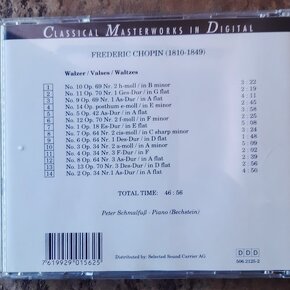 CLASSICAL MASTERWORKS IN DIGITAL
FREDERIC CHOPIN (1810-1849)
Walzer / Valses / Waltzes
1 No. 10 Op. 69 Nr. 2 h-moll / in B minor 3 : 22
2 No. 11 Op. 70 Nr. 1 Ges-Dur / in G flat 2 : 19
3 No. 9 Op. 69 Nr. 1 As-Dur / in A flat 4 : 11
4 No. 14 Op. posthum e-moll / in E minor 2 : 45
5 No. 5 Op. 42 As-Dur / in A flat 3 : 58
6 No. 12 Op. 70 Nr. 2 f-moll / in F minor 2 : 25
7 No. 1 Op. 18 Es-Dur / in E flat 5 : 08
8 No. 7 Op. 64 Nr. 2 cis-moll / in C sharp minor 3 : 24
9 No. 6 Op. 64 Nr. 1 Des-Dur / in D flat 1 : 48
10 No. 3 Op. 34 Nr. 2 a-moll / in A minor 5 : 09
11 No. 4 Op. 34 Nr. 3 F-Dur / in F 2 : 02
12 No. 8 Op. 64 Nr. 3 As-Dur / in A flat 2 : 39
13 No. 13 Op. 70 Nr. 3 Des-Dur / in D flat 2 : 56
14 No. 2 Op. 34 Nr. 1 As-Dur / in A flat 4 : 56
TOTAL TIME: 46 : 56
Peter Schmalfuß - Piano (Bechstein)
7 619929 015625
Distributed by: Selected Sound Carrier AG
DDD
506.2125-2